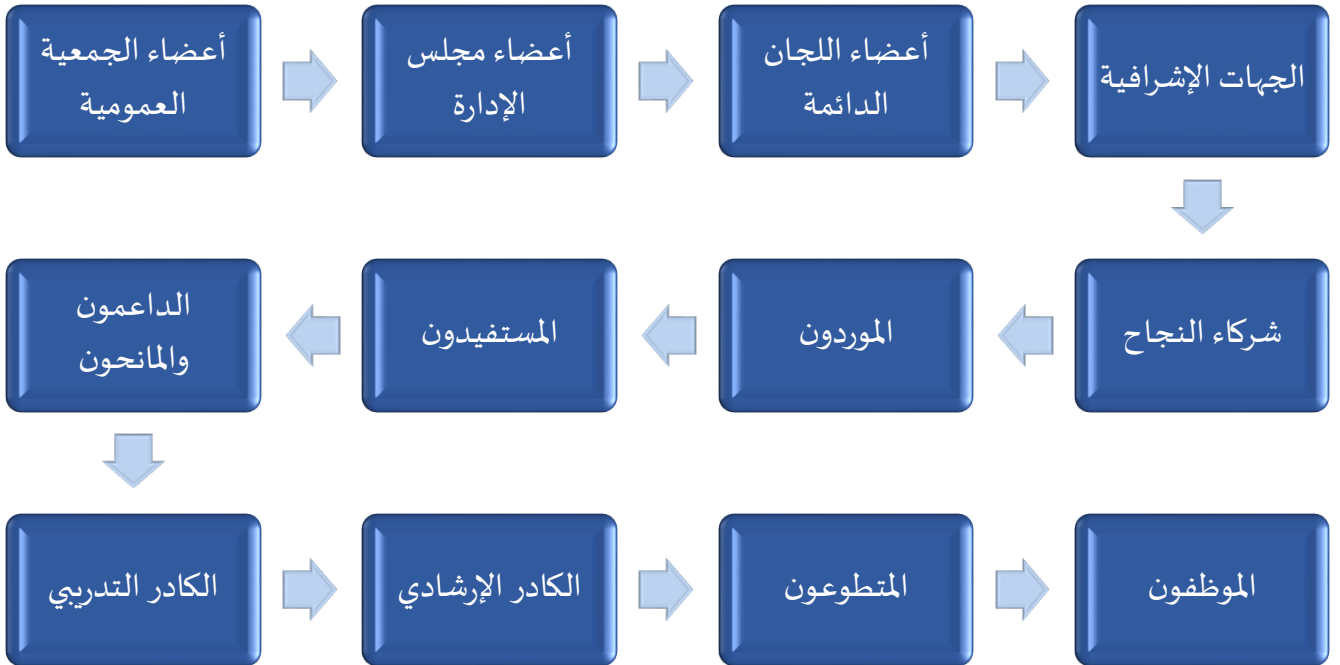 أعضاء الجمعية
العمومية
أعضاء مجلس
الإدارة
أعضاء اللجان
الدائمة
الجهات الإشرافية
شركاء النجاح
الموردون
المستفيدون
الداعمون
والمانحون
الكادر التدريبي
الكادر الإرشادي
المتطوعون
الموظفون